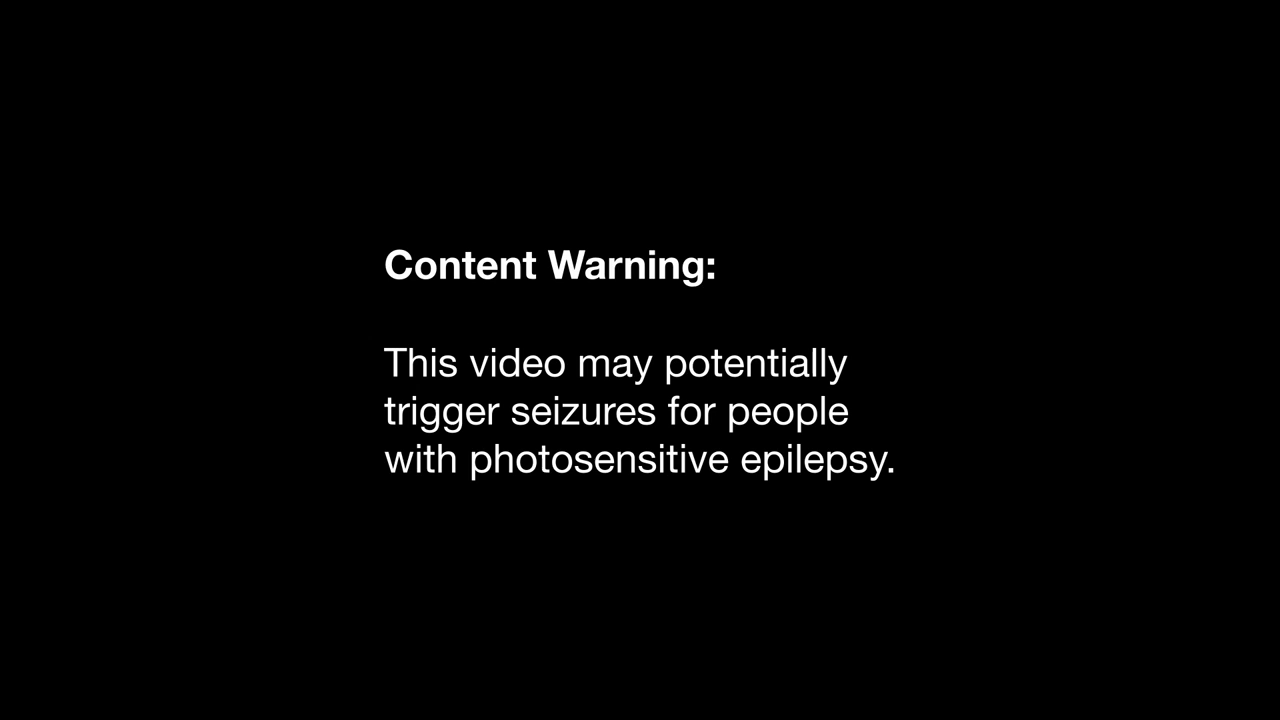 Content Warning:
This video may potentially
trigger seizures for people
with photosensitive epilepsy.